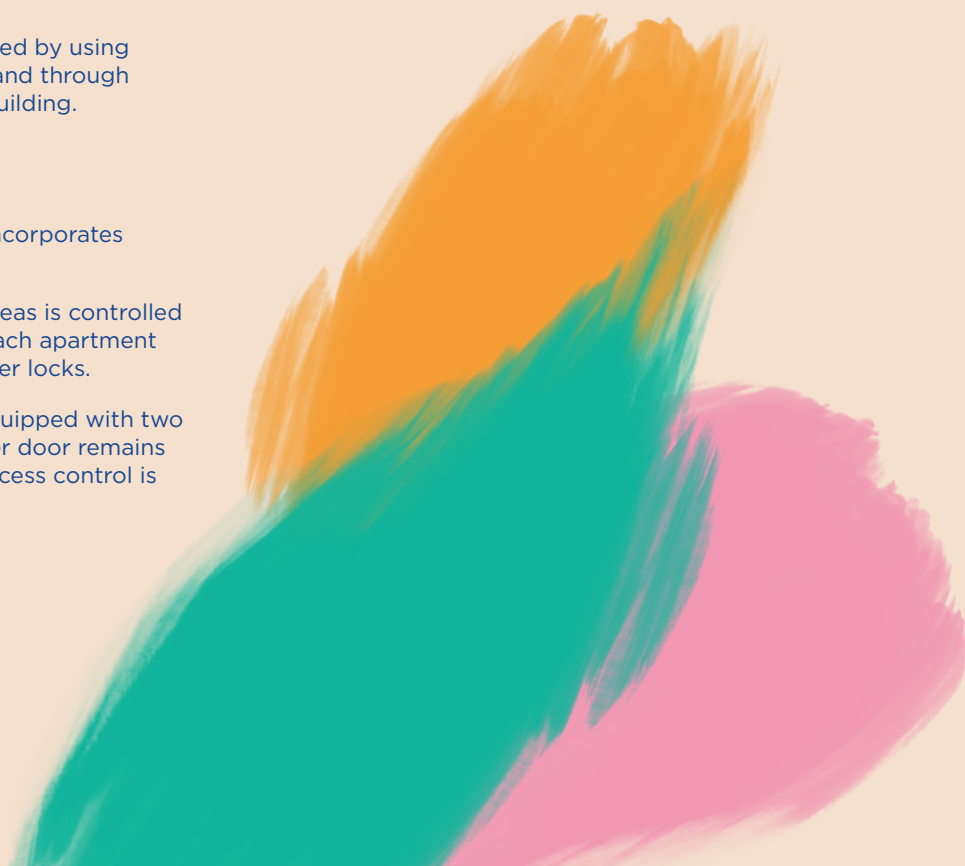 ed by using
and through
uilding.
ncorporates
eas is controlled
ach apartment
er locks.
uipped with two
er door remains
cess control is